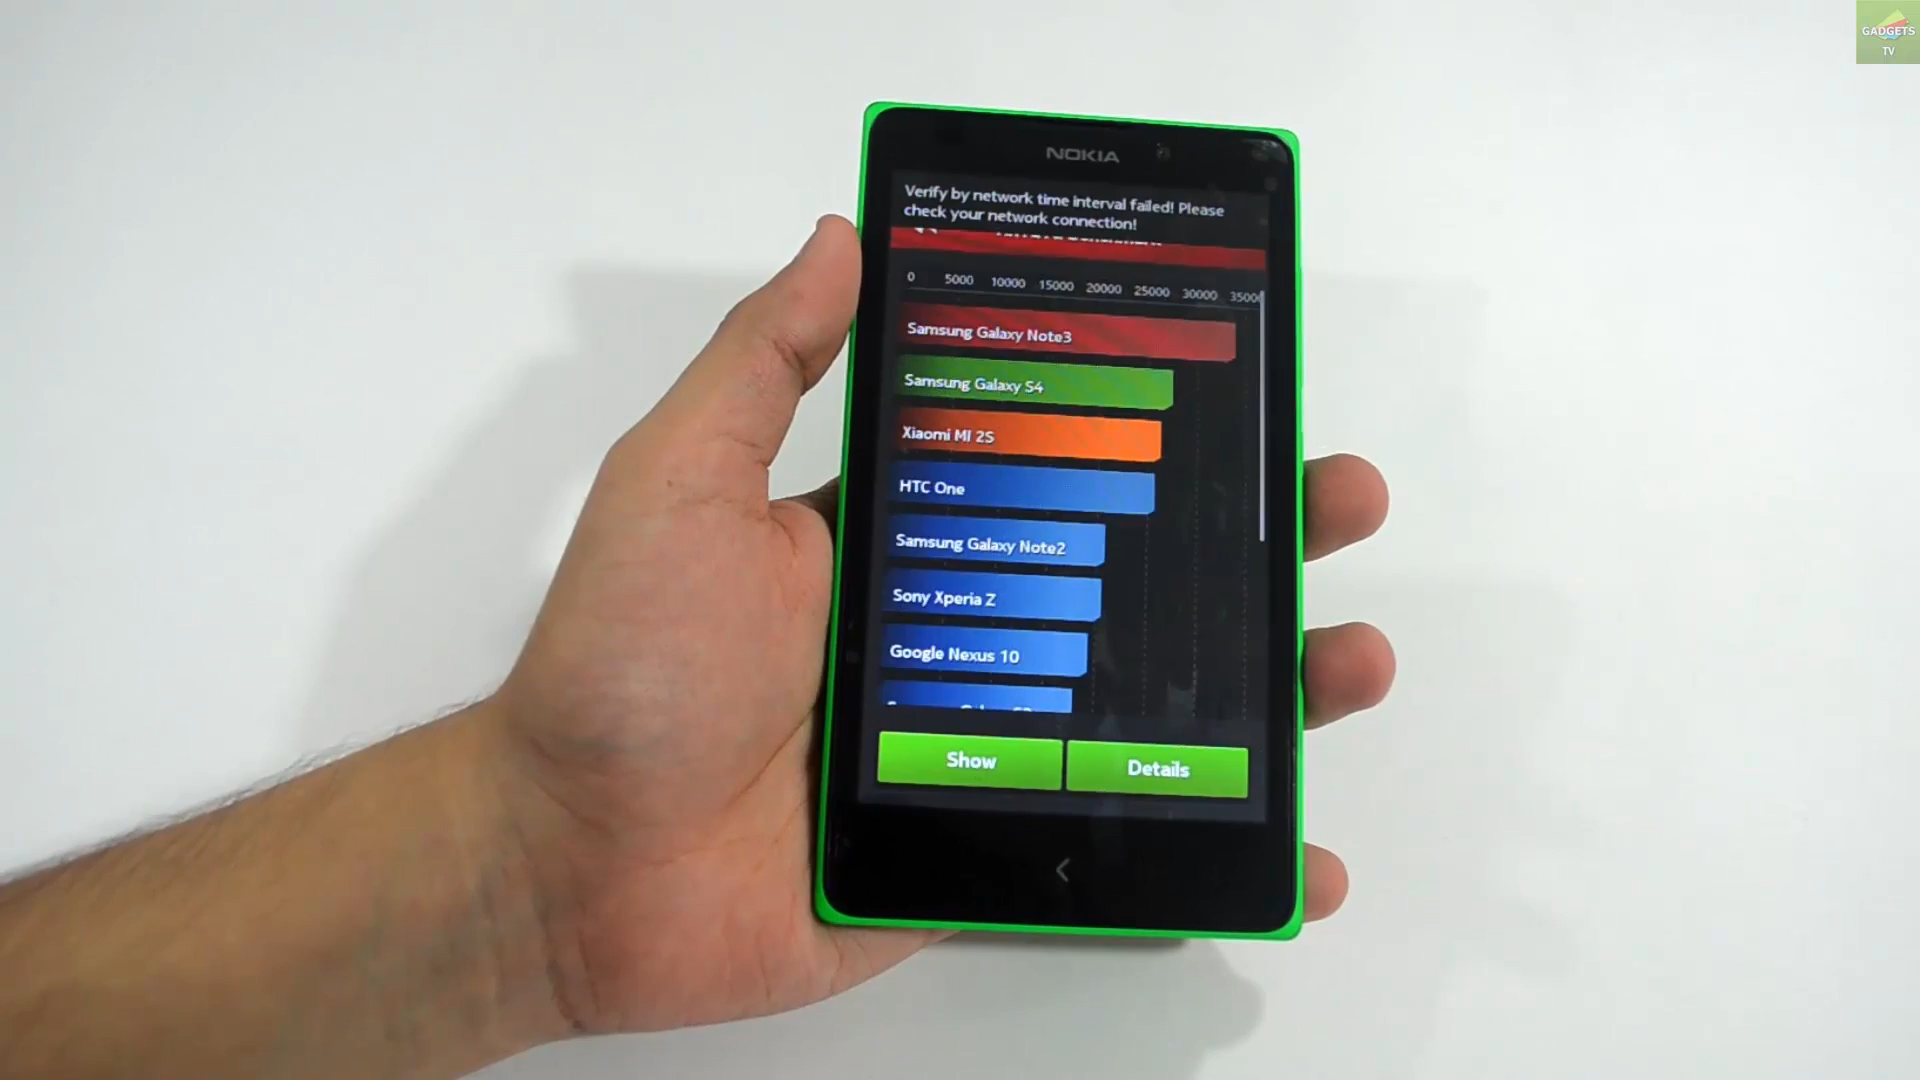 GADGETS
TV
NOKIA
Verify by network time interval failed! Please
check your network connection!
0 5000 10000 15000 20000 25000 30000 35000
Samsung Galaxy Note3
Samsung Galaxy S4
Xiaomi MI 2S
HTC One
Samsung Galaxy Note2
Sony Xperia Z
Google Nexus 10
Show Details